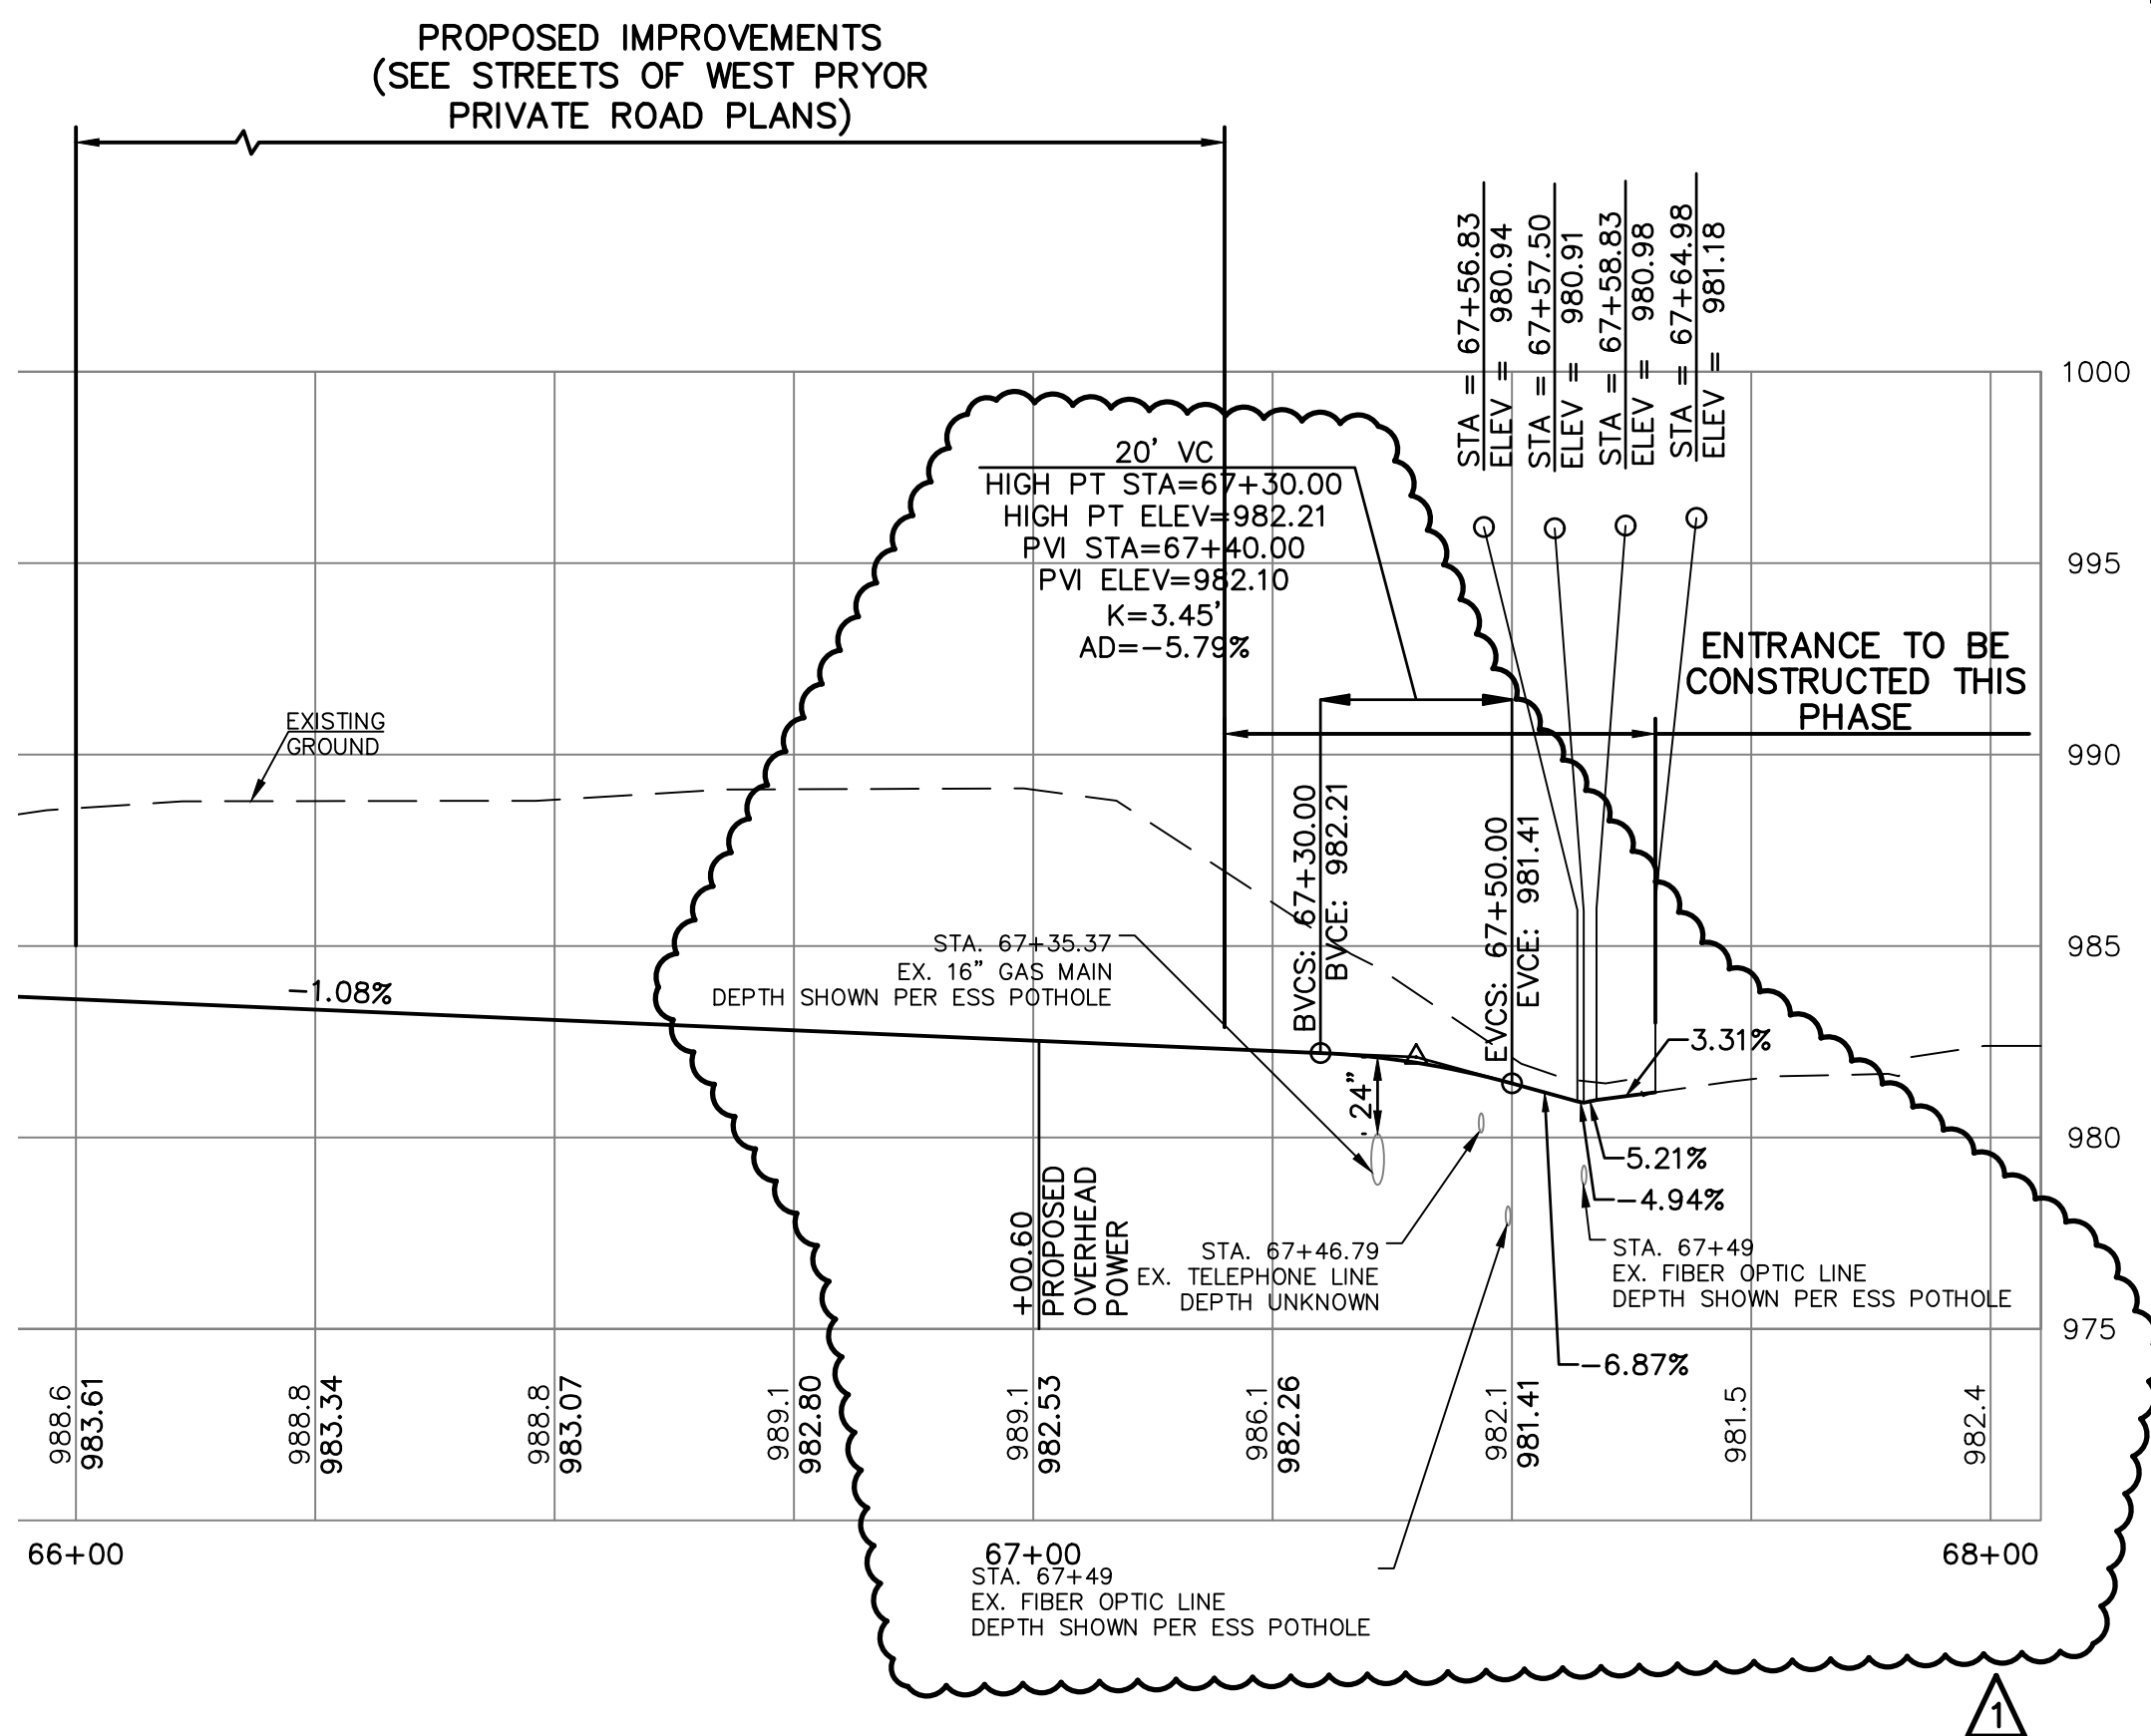 PROPOSED IMPROVEMENTS
(SEE STREETS OF WEST PRYOR
PRIVATE ROAD PLANS)
STA = 67+56.83
ELEV = 980.94
STA = 67+57.50
ELEV = 980.91
STA = 67+58.83
ELEV = 980.98
STA = 67+64.98
ELEV = 981.18
1000
995
990
985
980
975
20' VC
HIGH PT STA=67+30.00
HIGH PT ELEV=982.21
PVI STA=67+40.00
PVI ELEV=982.10
K=3.45'
AD=-5.79%
ENTRANCE TO BE
CONSTRUCTED THIS
PHASE
EXISTING
GROUND
BVCS: 67+30.00
BVCE: 982.21
EVCS: 67+50.00
EVCE: 981.41
STA. 67+35.37
EX. 16" GAS MAIN
DEPTH SHOWN PER ESS POTHOLE
-1.08%
3.31%
24"
5.21%
-4.94%
+00.60
PROPOSED
OVERHEAD
POWER
STA. 67+46.79
EX. TELEPHONE LINE
DEPTH UNKNOWN
STA. 67+49
EX. FIBER OPTIC LINE
DEPTH SHOWN PER ESS POTHOLE
-6.87%
988.6
983.61
988.8
983.34
988.8
983.07
989.1
982.80
989.1
982.53
986.1
982.26
982.1
981.41
981.5
982.4
66+00
67+00
68+00
STA. 67+49
EX. FIBER OPTIC LINE
DEPTH SHOWN PER ESS POTHOLE
1